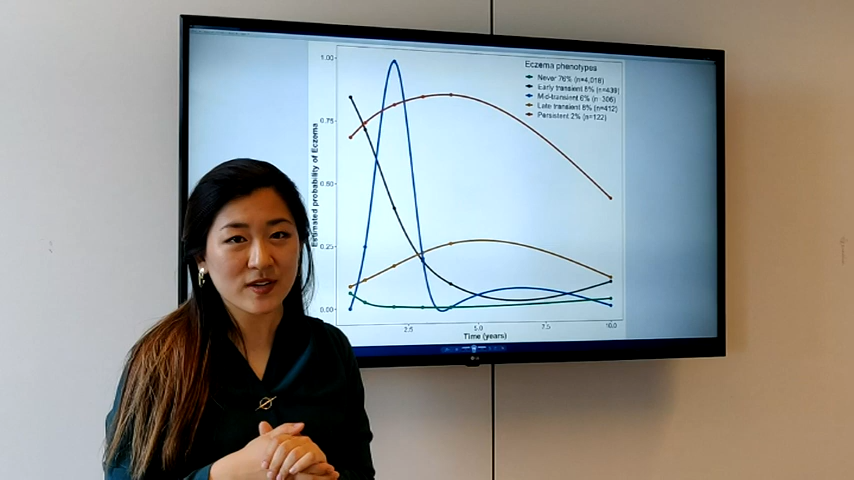 Eczema phenotypes
Never 76% (n=4,018)
Early transient 8% (n=439)
Mid-transient 6% (n=306)
Late transient 8% (n=412)
Persistent 2% (n=122)
1.00
0.75
0.50
0.25
0.00
Estimated probability of Eczema
2.5 5.0 7.5 10.0
Time (years)
LG